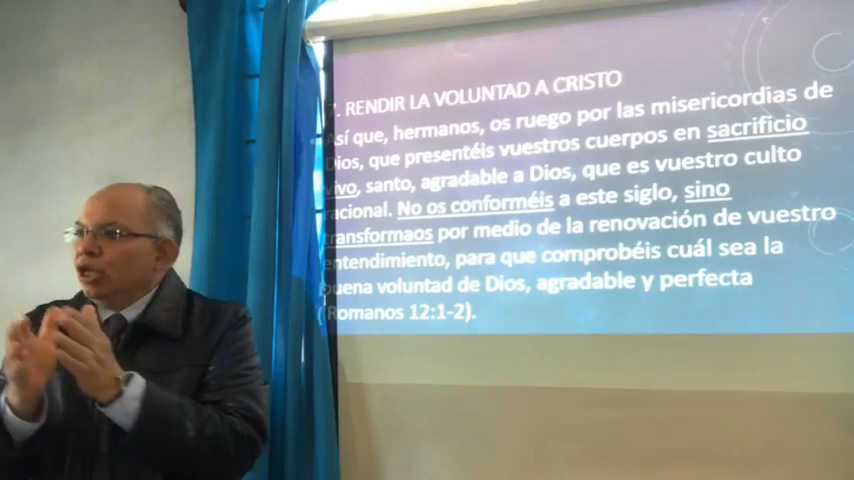 7. RENDIR LA VOLUNTAD A CRISTO
Así que, hermanos, os ruego por las misericordias de
Dios, que presentéis vuestros cuerpos en sacrificio
vivo, santo, agradable a Dios, que es vuestro culto
racional. No os conforméis a este siglo, sino
transformaos por medio de la renovación de vuestro
entendimiento, para que comprobéis cuál sea la
buena voluntad de Dios, agradable y perfecta
(Romanos 12:1-2).